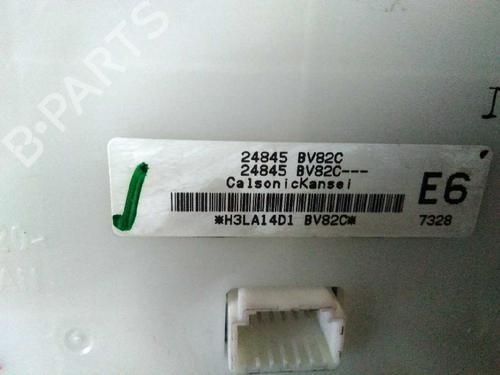 B-PARTS
24845 BV82C
24845 BV82C---
CalsonicKansei
E6
*H3LA14D1 BV82C*
7328